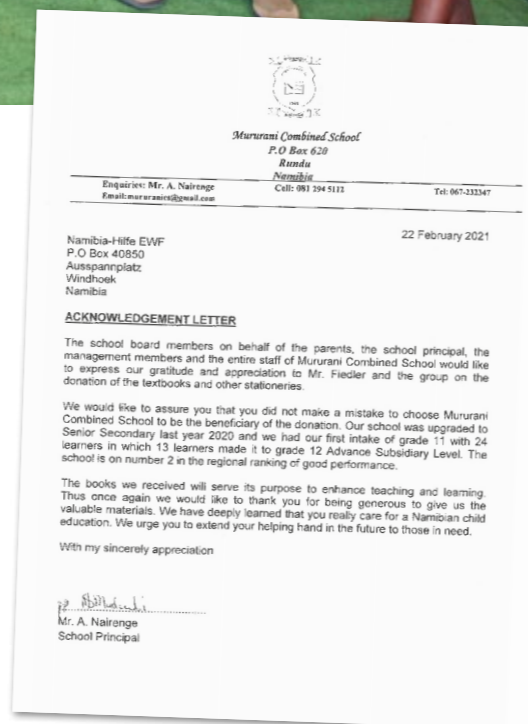 Mururani Combined School
P.O Box 620
Rundu
Namibia
Enquiries: Mr. A. Nairenge
Cell: 081 294 5112
Tel: 067-232347
Email: mururanics@gmail.com
22 February 2021
Namibia-Hilfe EWF
P.O Box 40850
Ausspannplatz
Windhoek
Namibia
ACKNOWLEDGEMENT LETTER
The school board members on behalf of the parents, the school principal, the
management members and the entire staff of Mururani Combined School would like
to express our gratitude and appreciation to Mr. Fiedler and the group on the
donation of the textbooks and other stationeries.
We would like to assure you that you did not make a mistake to choose Mururani
Combined School to be the beneficiary of the donation. Our school was upgraded to
Senior Secondary last year 2020 and we had our first intake of grade 11 with 24
learners in which 13 learners made it to grade 12 Advance Subsidiary Level. The
school is on number 2 in the regional ranking of good performance.
The books we received will serve its purpose to enhance teaching and learning.
Thus once again we would like to thank you for being generous to give us the
valuable materials. We have deeply learned that you really care for a Namibian child
education. We urge you to extend your helping hand in the future to those in need.
With my sincerely appreciation
Mr. A. Nairenge
School Principal